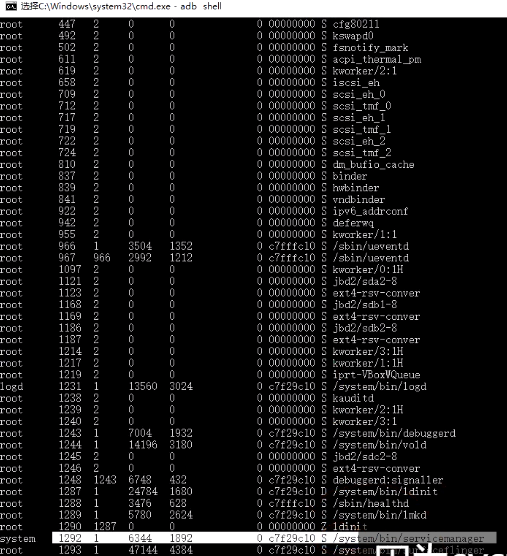 选择C:\Windows\system32\cmd.exe - adb shell
root 447 2 0 0 0 00000000 S cfg80211
root 492 2 0 0 0 00000000 S kswapd0
root 502 2 0 0 0 00000000 S fsnotify_mark
root 611 2 0 0 0 00000000 S acpi_thermal_pm
root 619 2 0 0 0 00000000 S kworker/2:1
root 658 2 0 0 0 00000000 S iscsi_eh
root 709 2 0 0 0 00000000 S scsi_eh_0
root 712 2 0 0 0 00000000 S scsi_tmf_0
root 717 2 0 0 0 00000000 S scsi_eh_1
root 719 2 0 0 0 00000000 S scsi_tmf_1
root 722 2 0 0 0 00000000 S scsi_eh_2
root 724 2 0 0 0 00000000 S scsi_tmf_2
root 810 2 0 0 0 00000000 S dm_bufio_cache
root 837 2 0 0 0 00000000 S binder
root 839 2 0 0 0 00000000 S hwbinder
root 841 2 0 0 0 00000000 S vndbinder
root 922 2 0 0 0 00000000 S ipv6_addrconf
root 942 2 0 0 0 00000000 S deferwq
root 955 2 0 0 0 00000000 S kworker/1:1
root 966 1 3504 1352 0 c7fffc10 S /sbin/ueventd
root 967 966 2992 1212 0 c7fffc10 S /sbin/ueventd
root 1097 2 0 0 0 00000000 S kworker/0:1H
root 1121 2 0 0 0 00000000 S jbd2/sda2-8
root 1123 2 0 0 0 00000000 S ext4-rsv-conver
root 1168 2 0 0 0 00000000 S jbd2/sdb1-8
root 1169 2 0 0 0 00000000 S ext4-rsv-conver
root 1186 2 0 0 0 00000000 S jbd2/sdb2-8
root 1187 2 0 0 0 00000000 S ext4-rsv-conver
root 1214 2 0 0 0 00000000 S kworker/3:1H
root 1217 2 0 0 0 00000000 S kworker/1:1H
root 1219 2 0 0 0 00000000 S iprt-VBoxWQueue
logd 1231 1 13560 3024 0 c7f29c10 S /system/bin/logd
root 1238 2 0 0 0 00000000 S kauditd
root 1239 2 0 0 0 00000000 S kworker/2:1H
root 1240 2 0 0 0 00000000 S kworker/3:1
root 1243 1 7004 1932 0 c7f29c10 S /system/bin/debuggerd
root 1244 1 14196 3180 0 c7f29c10 S /system/bin/vold
root 1245 2 0 0 0 00000000 S jbd2/sdc2-8
root 1246 2 0 0 0 00000000 S ext4-rsv-conver
root 1248 1243 6748 432 0 c7f29c10 S debuggerd:signaller
root 1287 1 24784 1680 0 c7f29c10 D /system/bin/ldinit
root 1288 1 3476 628 0 c7f29c10 S /sbin/healthd
root 1289 1 5780 2624 0 c7f29c10 S /system/bin/lmkd
root 1290 1287 0 0 0 00000000 Z ldinit
system 1292 1 6344 1892 0 c7f29c10 S /system/bin/servicemanager
root 1293 1 47144 4384 0 c7f29c10 S